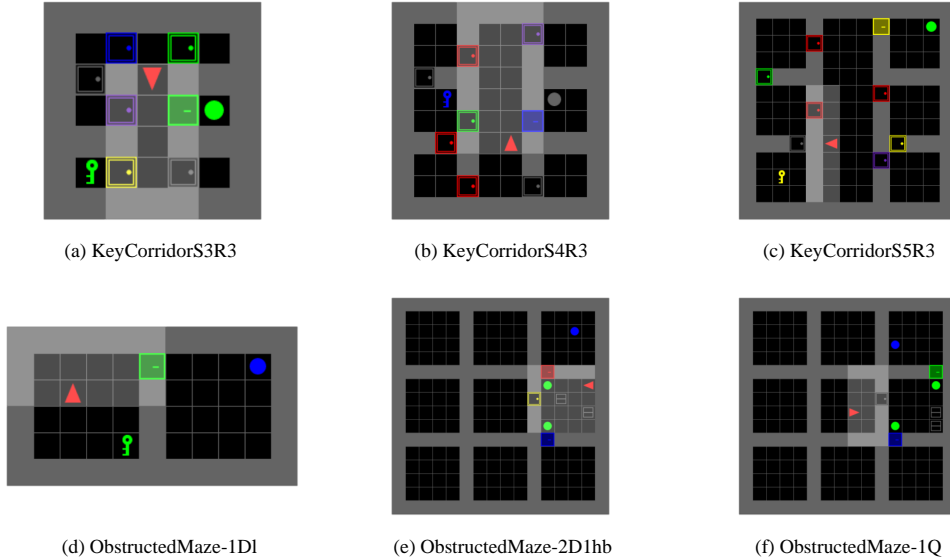 (a) KeyCorridorS3R3
(b) KeyCorridorS4R3
(c) KeyCorridorS5R3
(d) ObstructedMaze-1Dl
(e) ObstructedMaze-2D1hb
(f) ObstructedMaze-1Q